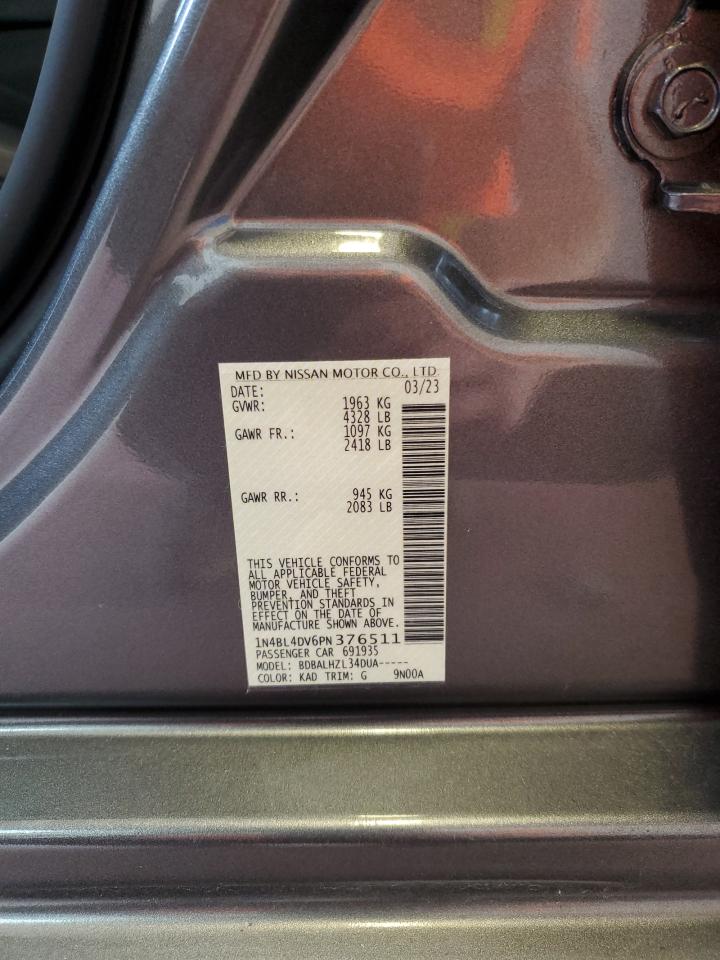 MFD BY NISSAN MOTOR CO., LTD
DATE: 03/23
GVWR: 1963 KG
4328 LB
GAWR FR.: 1097 KG
2418 LB
GAWR RR.: 945 KG
2083 LB
THIS VEHICLE CONFORMS TO
ALL APPLICABLE FEDERAL
MOTOR VEHICLE SAFETY,
BUMPER, AND THEFT
PREVENTION STANDARDS IN
EFFECT ON THE DATE OF
MANUFACTURE SHOWN ABOVE.
1N4BL4DV6PN376511
PASSENGER CAR 691935
MODEL: BDBALHZL34DUA-----
COLOR: KAD TRIM: G 9N00A